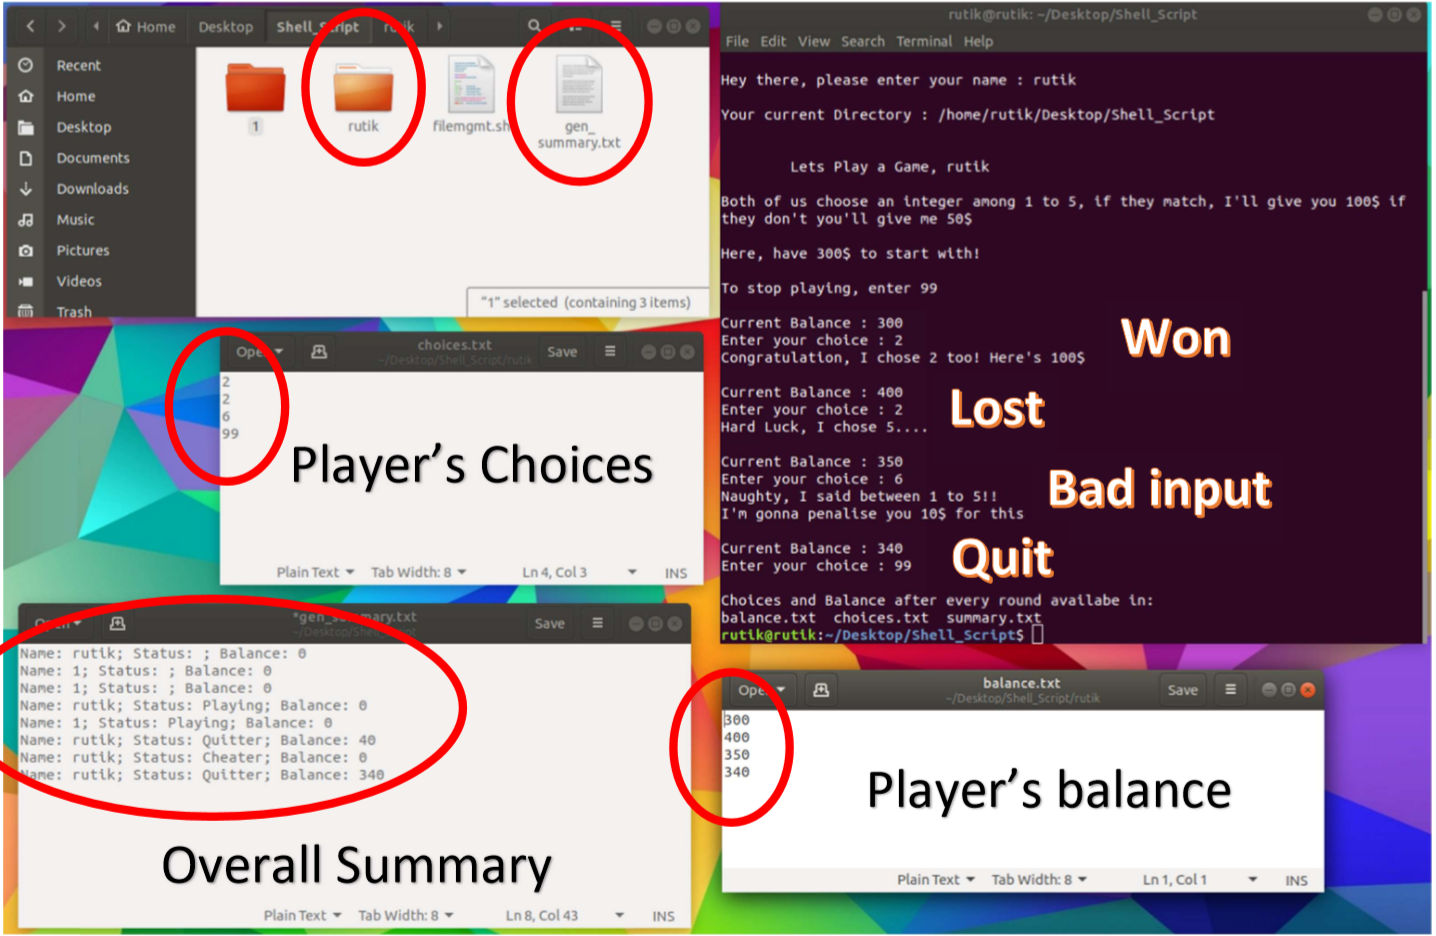 Home Desktop Shell_Script rutik
Recent
Home
Desktop
Documents
Downloads
Music
Pictures
Videos
Trash
1
rutik
filemgmt.sh
gen_
summary.txt
"1" selected (containing 3 items)
rutik@rutik: ~/Desktop/Shell_Script
File Edit View Search Terminal Help
Hey there, please enter your name : rutik
Your current Directory : /home/rutik/Desktop/Shell_Script
Lets Play a Game, rutik
Both of us choose an integer among 1 to 5, if they match, I'll give you 100$ if
they don't you'll give me 50$
Here, have 300$ to start with!
To stop playing, enter 99
Current Balance : 300
Enter your choice : 2
Congratulation, I chose 2 too! Here's 100$
Won
Current Balance : 400
Enter your choice : 2
Hard Luck, I chose 5....
Lost
Current Balance : 350
Enter your choice : 6
Naughty, I said between 1 to 5!!
I'm gonna penalise you 10$ for this
Bad input
Current Balance : 340
Enter your choice : 99
Quit
Choices and Balance after every round availabe in:
balance.txt choices.txt summary.txt
rutik@rutik:~/Desktop/Shell_Script$
Open
choices.txt
~/Desktop/Shell_Script/rutik
Save
2
2
6
99
Player's Choices
Plain Text Tab Width: 8 Ln 4, Col 3 INS
Open
*gen_summary.txt
~/Desktop/Shell_Script
Save
Name: rutik; Status: ; Balance: 0
Name: 1; Status: ; Balance: 0
Name: 1; Status: ; Balance: 0
Name: rutik; Status: Playing; Balance: 0
Name: 1; Status: Playing; Balance: 0
Name: rutik; Status: Quitter; Balance: 40
Name: rutik; Status: Cheater; Balance: 0
Name: rutik; Status: Quitter; Balance: 340
Overall Summary
Plain Text Tab Width: 8 Ln 8, Col 43 INS
Open
balance.txt
~/Desktop/Shell_Script/rutik
Save
300
400
350
340
Player's balance
Plain Text Tab Width: 8 Ln 1, Col 1 INS